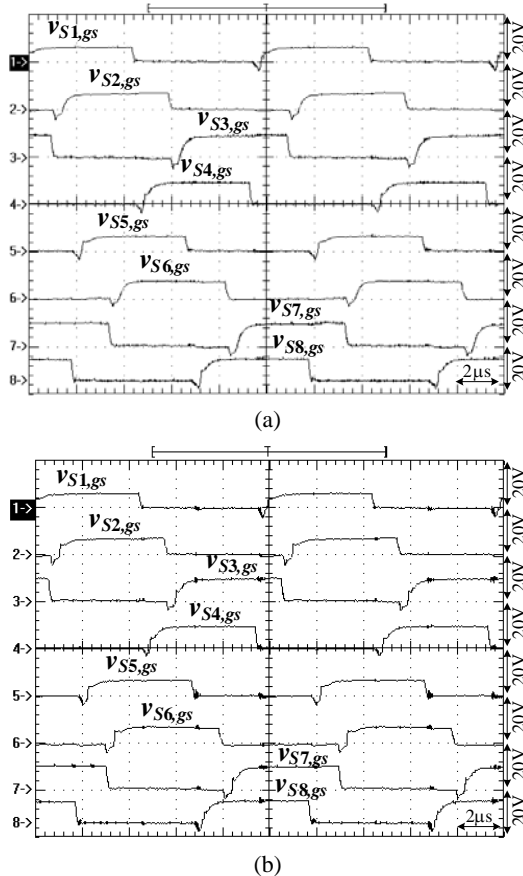 vS1,gs
20V
1->
vS2,gs
20V
2->
vS3,gs
20V
3->
vS4,gs
20V
4->
vS5,gs
20V
5->
vS6,gs
20V
6->
vS7,gs
20V
7->
vS8,gs
20V
8->
2μs
(a)
vS1,gs
20V
1->
vS2,gs
20V
2->
vS3,gs
20V
3->
vS4,gs
20V
4->
vS5,gs
20V
5->
vS6,gs
20V
6->
vS7,gs
20V
7->
vS8,gs
20V
8->
2μs
(b)